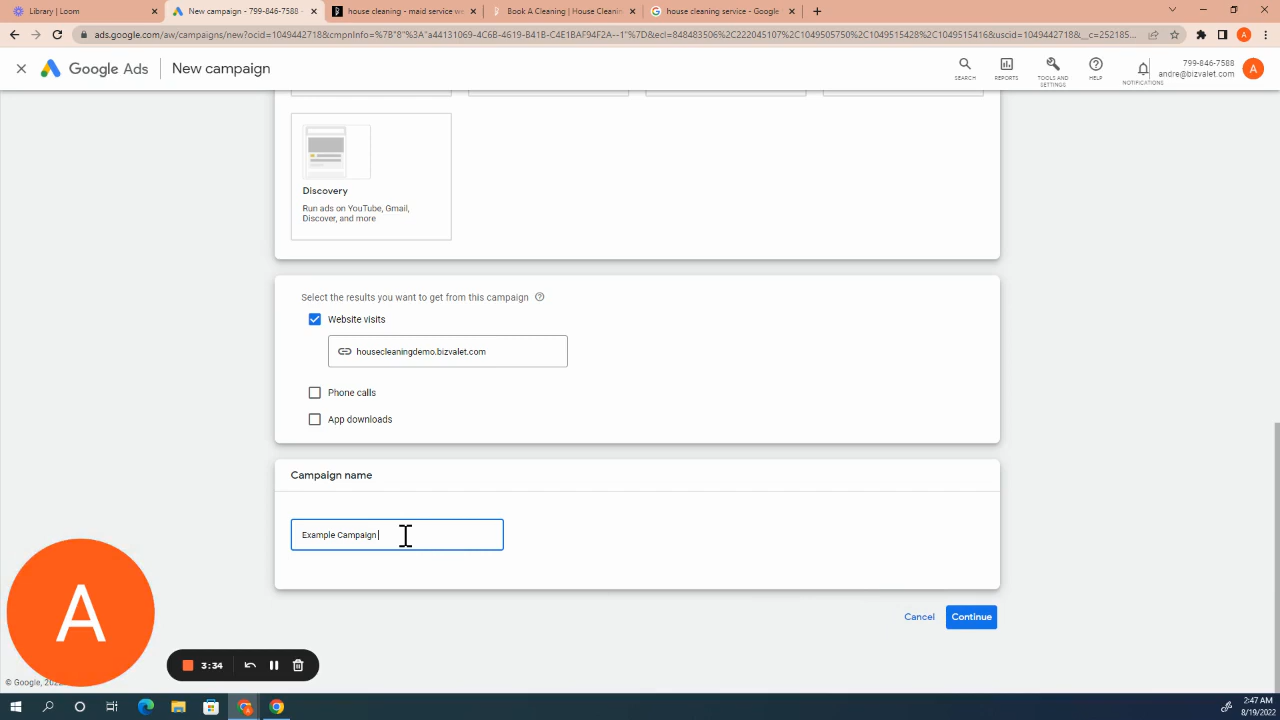 Library | Loom
New campaign - 799-846-7588 -
house cleaning - maid service we
Book A Cleaning | House Cleanin
house cleaning service - Google
ads.google.com/aw/campaigns/new?ocid=1049442718&cmpnInfo=%7B"8"%3A"a44131069-4C6B-4619-B41B-C4E1BAF94F2A--1"%7D&ecl=848483506%2C222045107%2C1049505750%2C1049515428%2C1049515416&uscid=1049442718&__c=252185...
A
Google Ads
New campaign
SEARCH
REPORTS
TOOLS AND
SETTINGS
HELP
NOTIFICATIONS
799-846-7588
andre@bizvalet.com
A
Discovery
Run ads on YouTube, Gmail,
Discover, and more
Select the results you want to get from this campaign
Website visits
housecleaningdemo.bizvalet.com
Phone calls
App downloads
Campaign name
Example Campaign
Cancel
Continue
A
3:34
© Google, 202
2:47 AM
8/19/2022